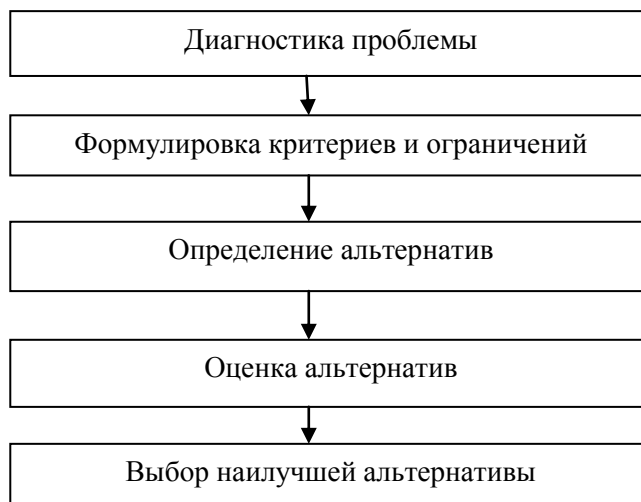 Диагностика проблемы
Формулировка критериев и ограничений
Определение альтернатив
Оценка альтернатив
Выбор наилучшей альтернативы